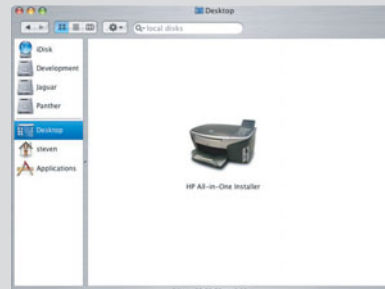 Desktop
local disks
iDisk
Development
Jaguar
Panther
Desktop
steven
Applications
HP All-in-One Installer